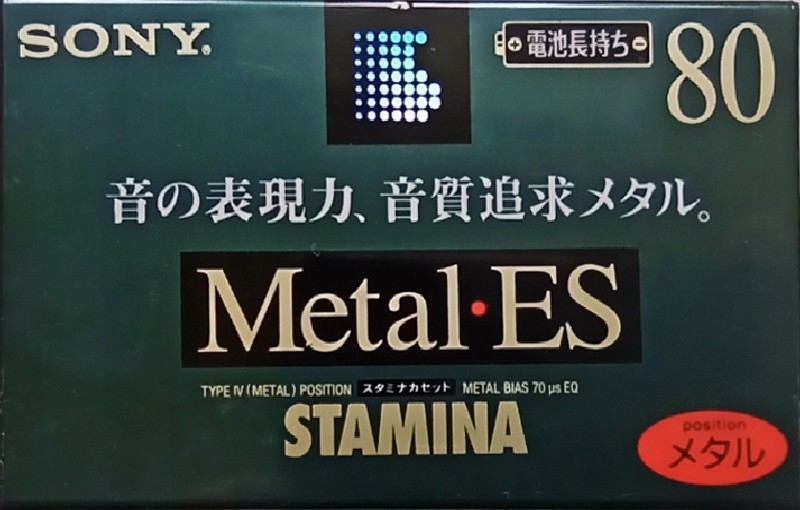 SONY®
+ 電池長持ち -
80
音の表現力、音質追求メタル。
Metal·ES
TYPE IV (METAL) POSITION スタミナカセット METAL BIAS 70 μs EQ
STAMINA
position
メタル